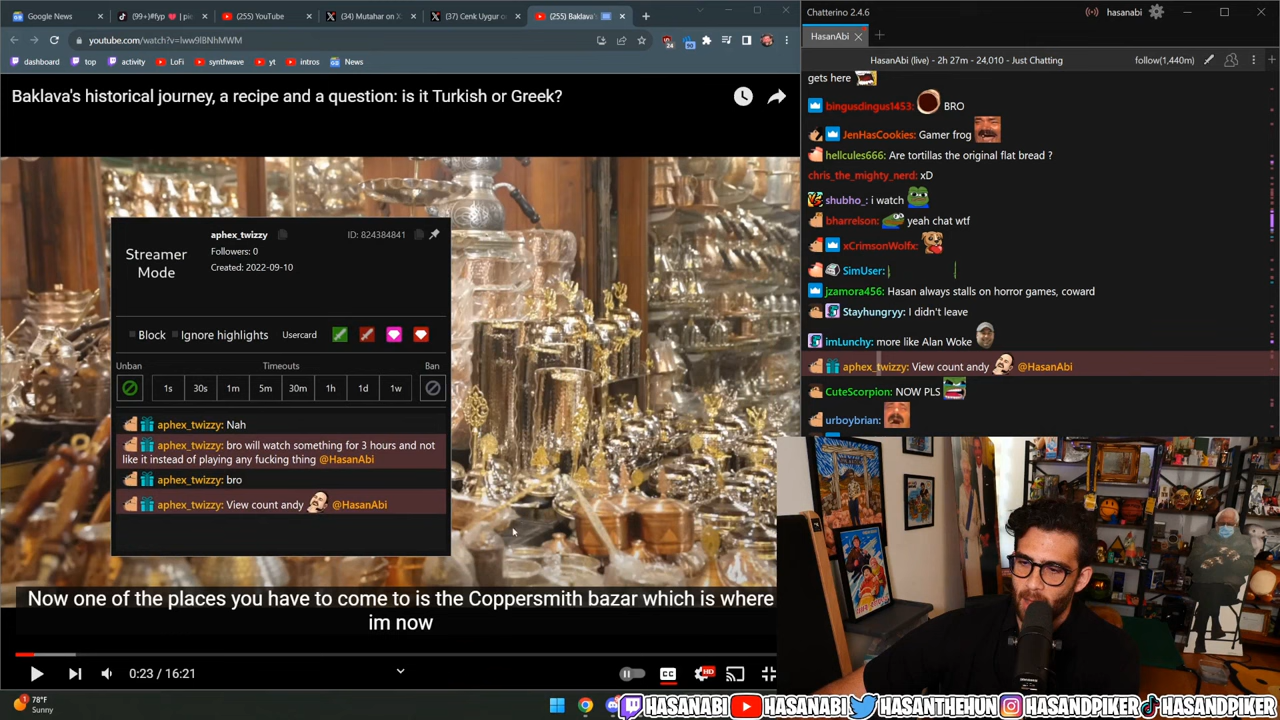 Google News
(99+)#fyp
(255) YouTube
(34) Mutahar on X
(37) Cenk Uygur
(255) Baklava's
youtube.com/watch?v=lww9lBNhMWM
24
90
dashboard
top
activity
LoFi
synthwave
yt
intros
News
Baklava's historical journey, a recipe and a question: is it Turkish or Greek?
Streamer Mode
aphex_twizzy
ID: 824384841
Followers: 0
Created: 2022-09-10
Block
Ignore highlights
Usercard
Unban
Timeouts
Ban
1s
30s
1m
5m
30m
1h
1d
1w
aphex_twizzy: Nah
aphex_twizzy: bro will watch something for 3 hours and not
like it instead of playing any fucking thing @HasanAbi
aphex_twizzy: bro
aphex_twizzy: View count andy @HasanAbi
Now one of the places you have to come to is the Coppersmith bazar which is where
im now
0:23 / 16:21
CC
HD
78°F
Sunny
Chatterino 2.4.6
hasanabi
HasanAbi
HasanAbi (live) - 2h 27m - 24,010 - Just Chatting
follow(1,440m)
gets here
bingusdingus1453: BRO
JenHasCookies: Gamer frog
hellcules666: Are tortillas the original flat bread ?
chris_the_mighty_nerd: xD
shubho_: i watch
bharrelson: yeah chat wtf
xCrimsonWolfx:
SimUser:
jzamora456: Hasan always stalls on horror games, coward
Stayhungryy: I didn't leave
imLunchy: more like Alan Woke
aphex_twizzy: View count andy @HasanAbi
CuteScorpion: NOW PLS
urboybrian:
HASANABI
HASANABI
HASANTHEHUN
HASANDPIKER
HASANDPIKER